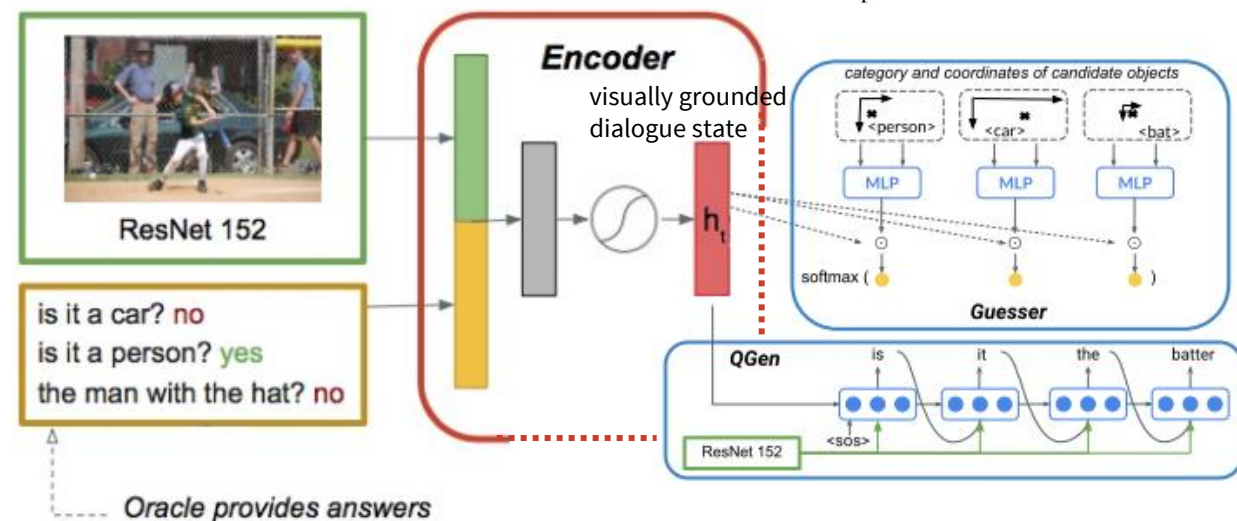 ResNet 152
is it a car? no
is it a person? yes
the man with the hat? no
Oracle provides answers
Encoder
visually grounded
dialogue state
h_t
category and coordinates of candidate objects
<person>
<car>
<bat>
MLP
MLP
MLP
softmax (
)
Guesser
QGen
is it the batter
<sos>
ResNet 152